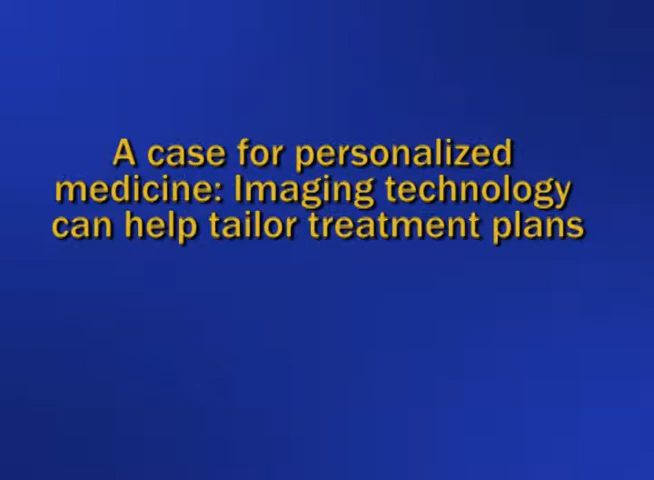 A case for personalized
medicine: Imaging technology
can help tailor treatment plans